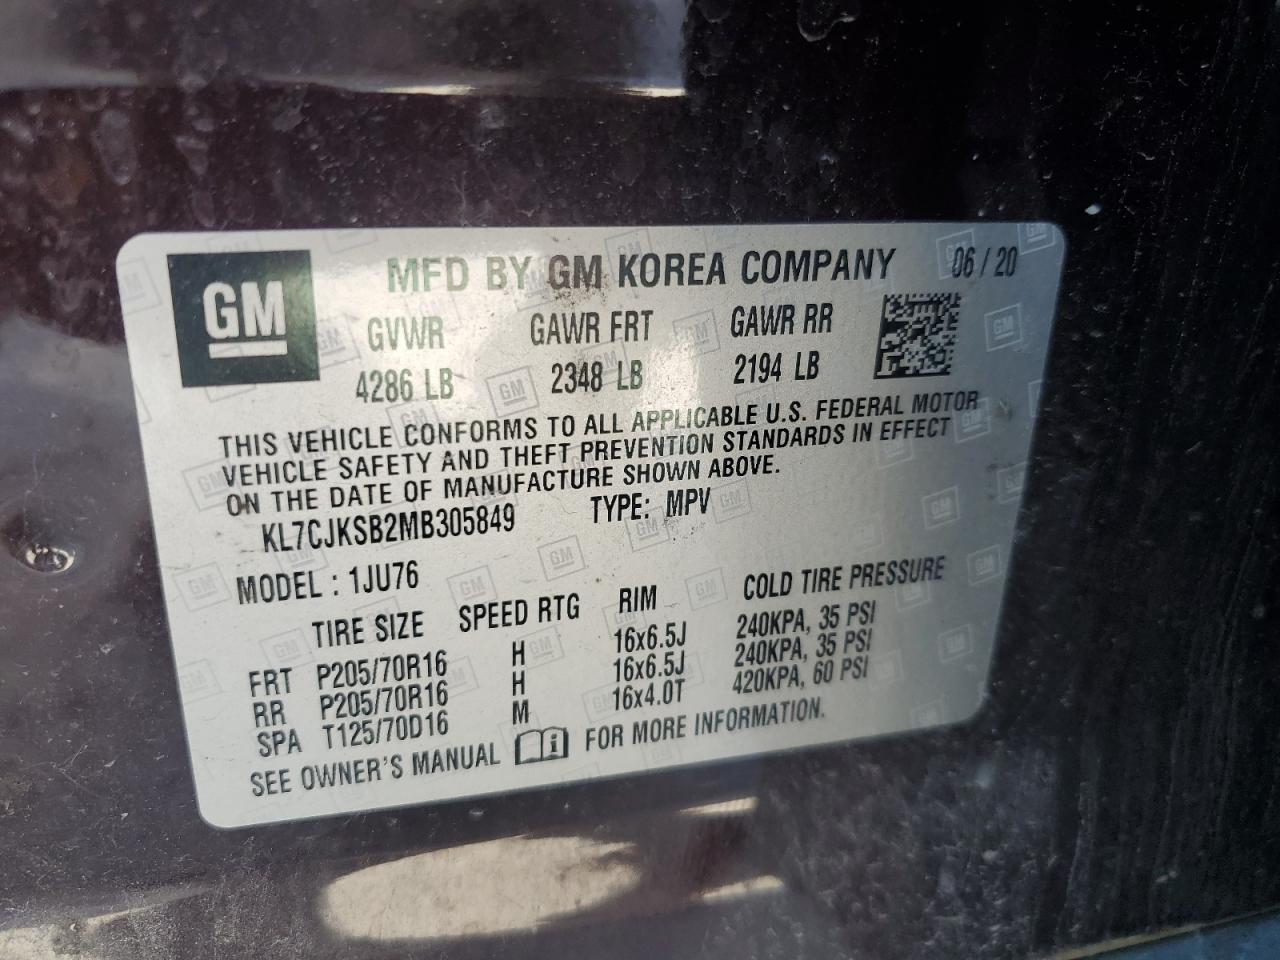 GM
MFD BY GM KOREA COMPANY 06 / 20
GVWR GAWR FRT GAWR RR
4286 LB 2348 LB 2194 LB
THIS VEHICLE CONFORMS TO ALL APPLICABLE U.S. FEDERAL MOTOR
VEHICLE SAFETY AND THEFT PREVENTION STANDARDS IN EFFECT
ON THE DATE OF MANUFACTURE SHOWN ABOVE.
KL7CJKSB2MB305849 TYPE: MPV
MODEL : 1JU76
TIRE SIZE SPEED RTG RIM COLD TIRE PRESSURE
FRT P205/70R16 H 16x6.5J 240KPA, 35 PSI
RR P205/70R16 H 16x6.5J 240KPA, 35 PSI
SPA T125/70D16 M 16x4.0T 420KPA, 60 PSI
SEE OWNER'S MANUAL FOR MORE INFORMATION.